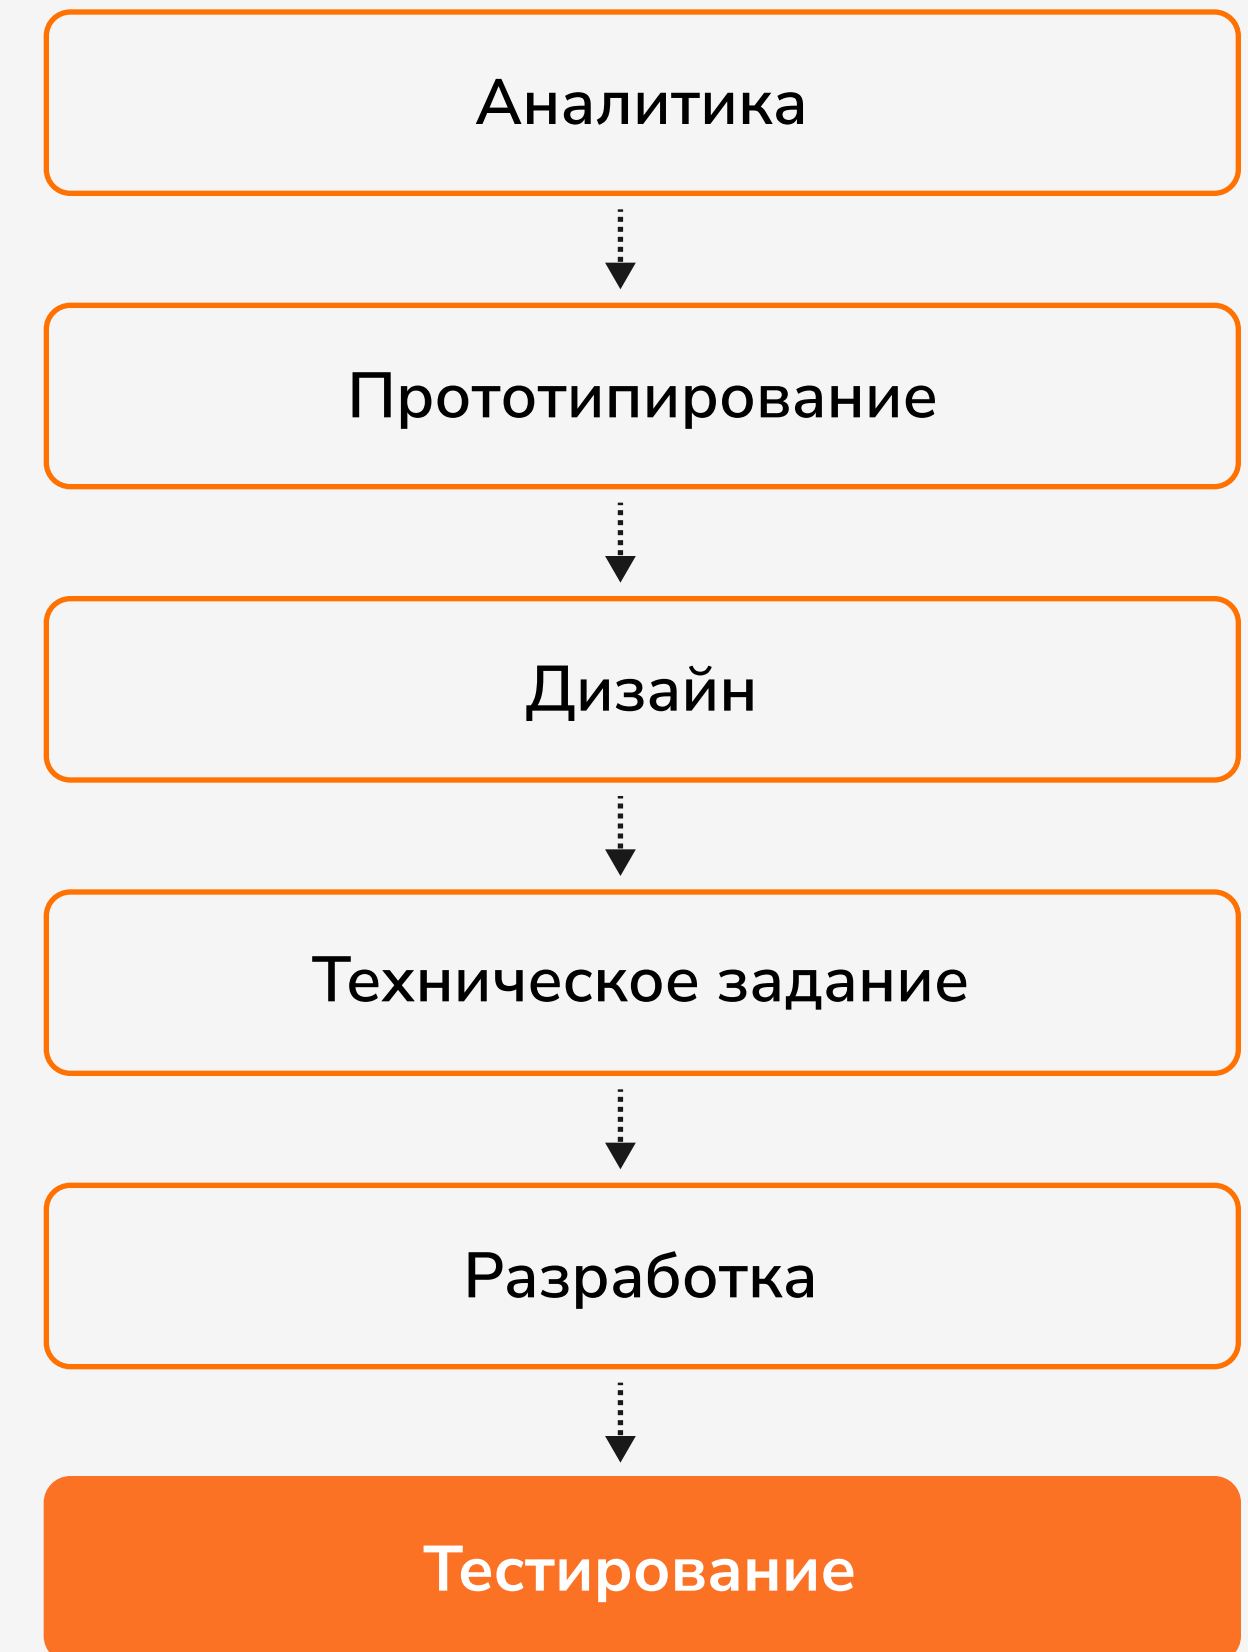 Аналитика
Прототипирование
Дизайн
Техническое задание
Разработка
Тестирование